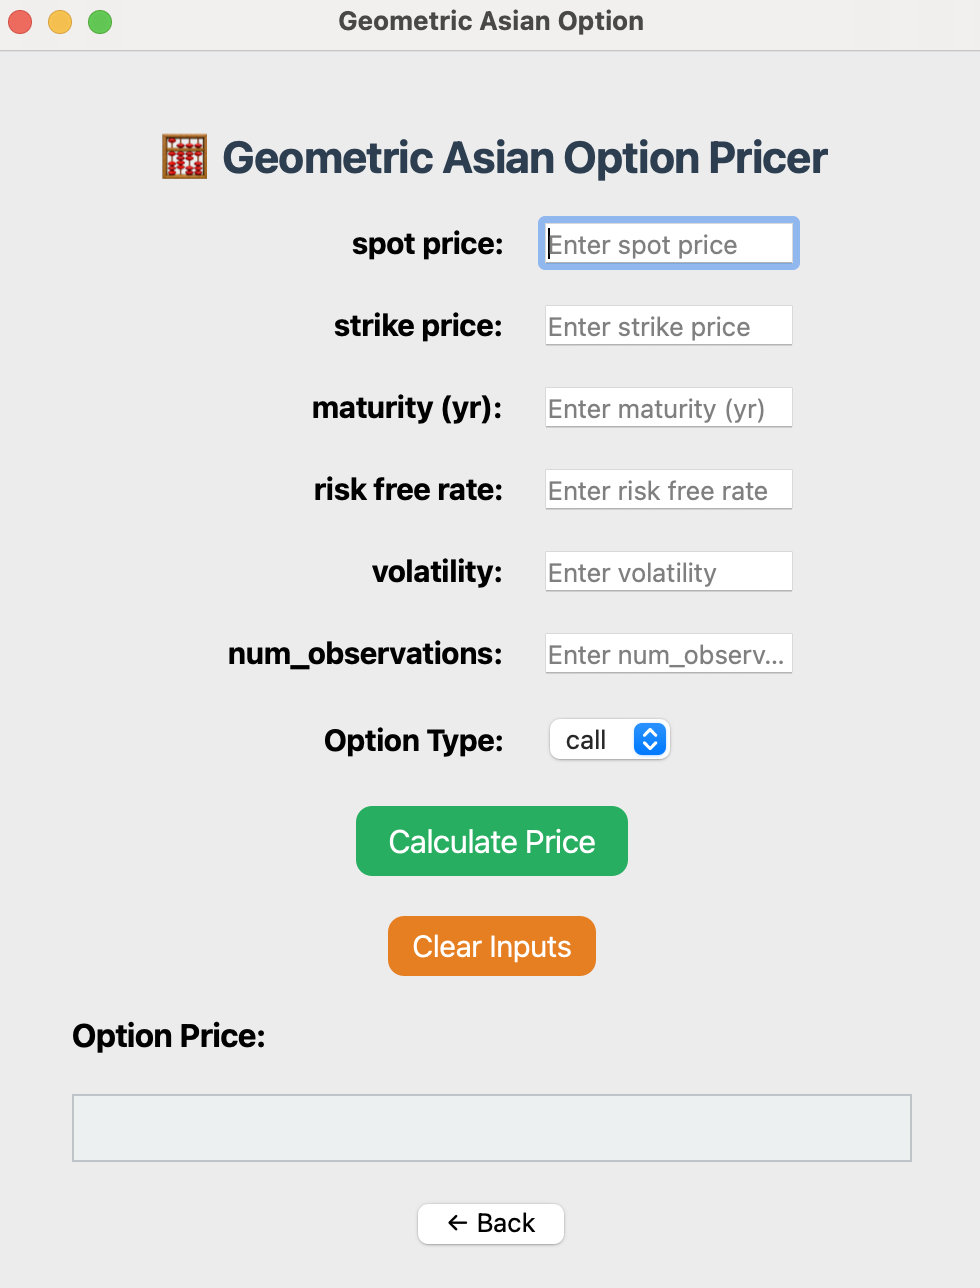 Geometric Asian Option
Geometric Asian Option Pricer
spot price: Enter spot price
strike price: Enter strike price
maturity (yr): Enter maturity (yr)
risk free rate: Enter risk free rate
volatility: Enter volatility
num_observations: Enter num_observ...
Option Type: call
Calculate Price
Clear Inputs
Option Price:
← Back